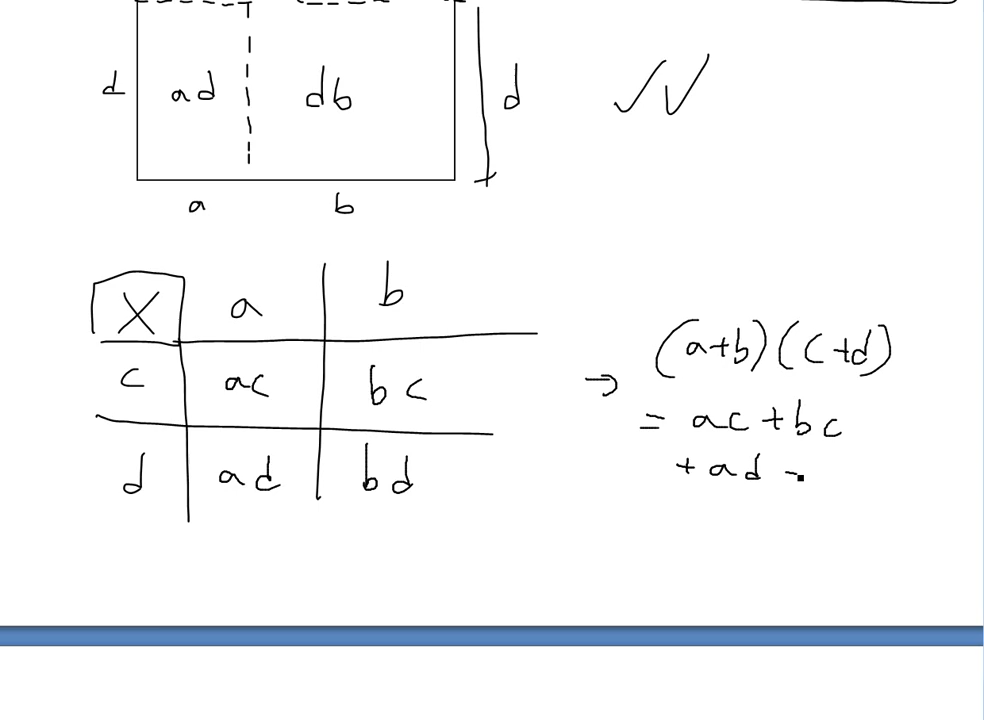 d ad db d
a b
X a b
c ac bc
d ad bd
(a+b)(c+d)
→
= ac + bc
+ ad -